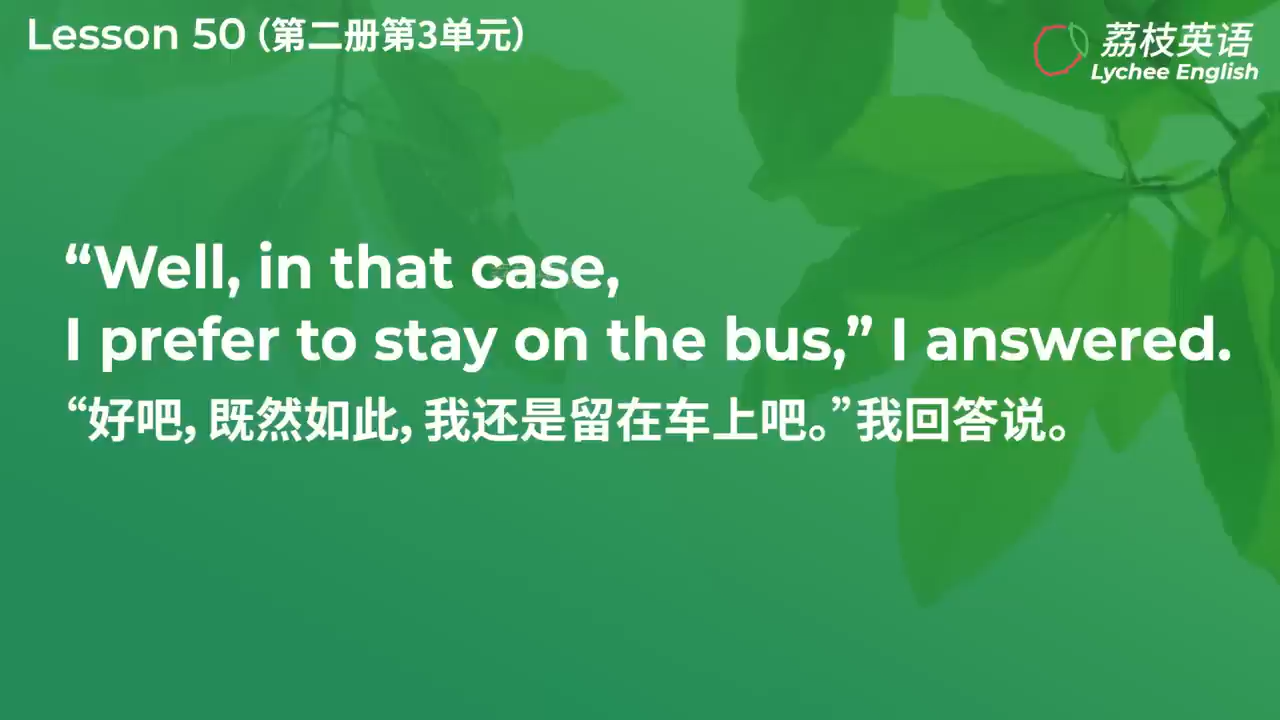 Lesson 50（第二册第3单元）
荔枝英语
Lychee English
“Well, in that case,
I prefer to stay on the bus,” I answered.
“好吧，既然如此，我还是留在车上吧。”我回答说。